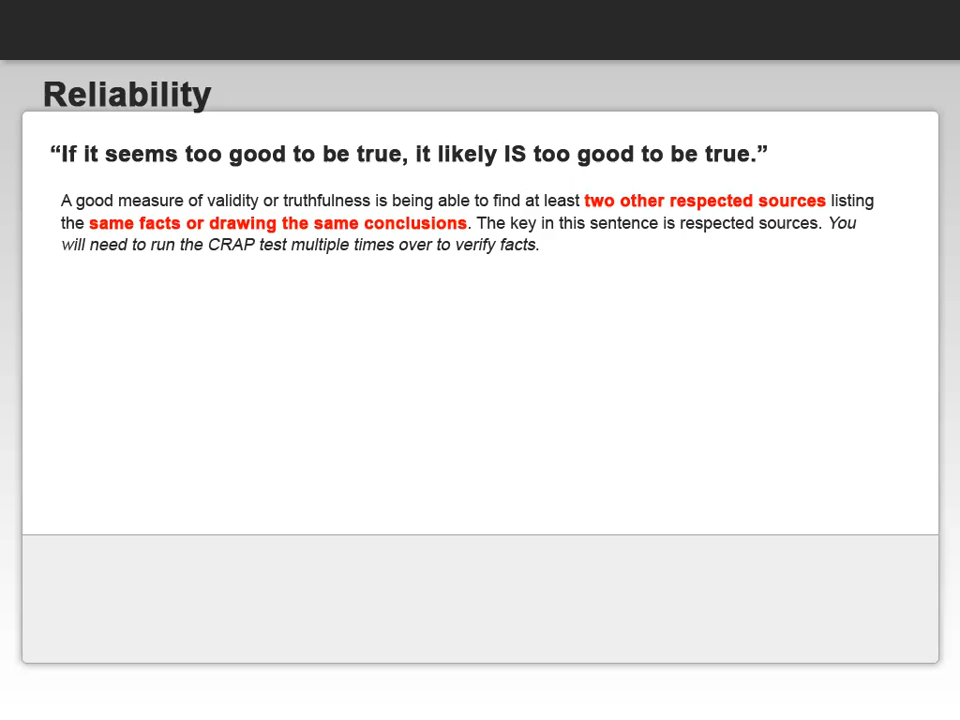 Reliability
“If it seems too good to be true, it likely IS too good to be true.”
A good measure of validity or truthfulness is being able to find at least two other respected sources listing
the same facts or drawing the same conclusions. The key in this sentence is respected sources. You
will need to run the CRAP test multiple times over to verify facts.